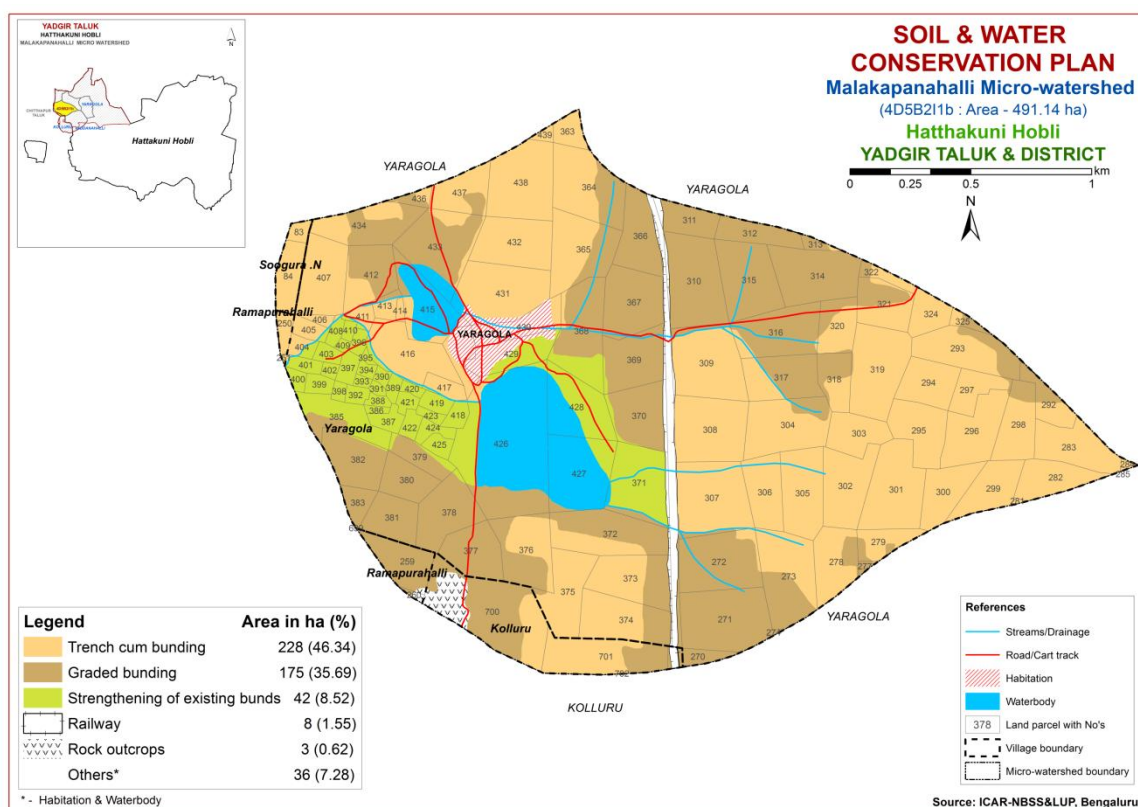 YADGIR TALUK
HATTHAKUNI HOBLI
MALAKAPANAHALLI MICRO WATERSHED
N
YARAGOLA
4D5B2I1b
Hattakuni Hobli
SOIL & WATER
CONSERVATION PLAN
Malakapanahalli Micro-watershed
(4D5B2I1b : Area - 491.14 ha)
Hatthakuni Hobli
YADGIR TALUK & DISTRICT
km
0 0.25 0.5 1
N
YARAGOLA
YARAGOLA
439 363
438 364
436 437
83 434 433 432 365 366 311 312 313
Soogura .N
84 407 412 431 310 315 314 322
Ramapurahalli
413 414 415 367 321
250 406 411 430 368 316 320 324 325
405 408 410
YARAGOLA
404 403 409 396 395 416 429 369 309 293
401 402 397 394 317 318 319 294 297
400 399 398 392 393 390 391 389 420 417 428 370 292
388 421 419 386 423 418 308 304 303 295 296 298
385 387 422 424 425 426 283
Yaragola
382 379 427 371
380 307 306 305 302 301 300 299 282 285
383 381 378 281
372 279
377 376 272 273 278
259
Ramapurahalli
375 373
700 374 271
Kolluru
701 270
702
YARAGOLA
KOLLURU
Legend Area in ha (%)
Trench cum bunding 228 (46.34)
Graded bunding 175 (35.69)
Strengthening of existing bunds 42 (8.52)
Railway 8 (1.55)
Rock outcrops 3 (0.62)
Others* 36 (7.28)
* - Habitation & Waterbody
References
Streams/Drainage
Road/Cart track
Habitation
Waterbody
378 Land parcel with No's
Village boundary
Micro-watershed boundary
Source: ICAR-NBSS&LUP, Bengaluru